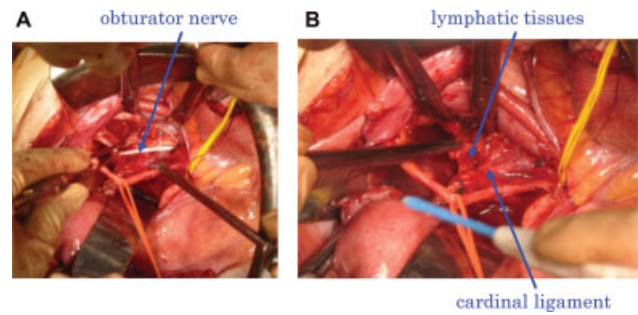 A
obturator nerve
B
lymphatic tissues
cardinal ligament